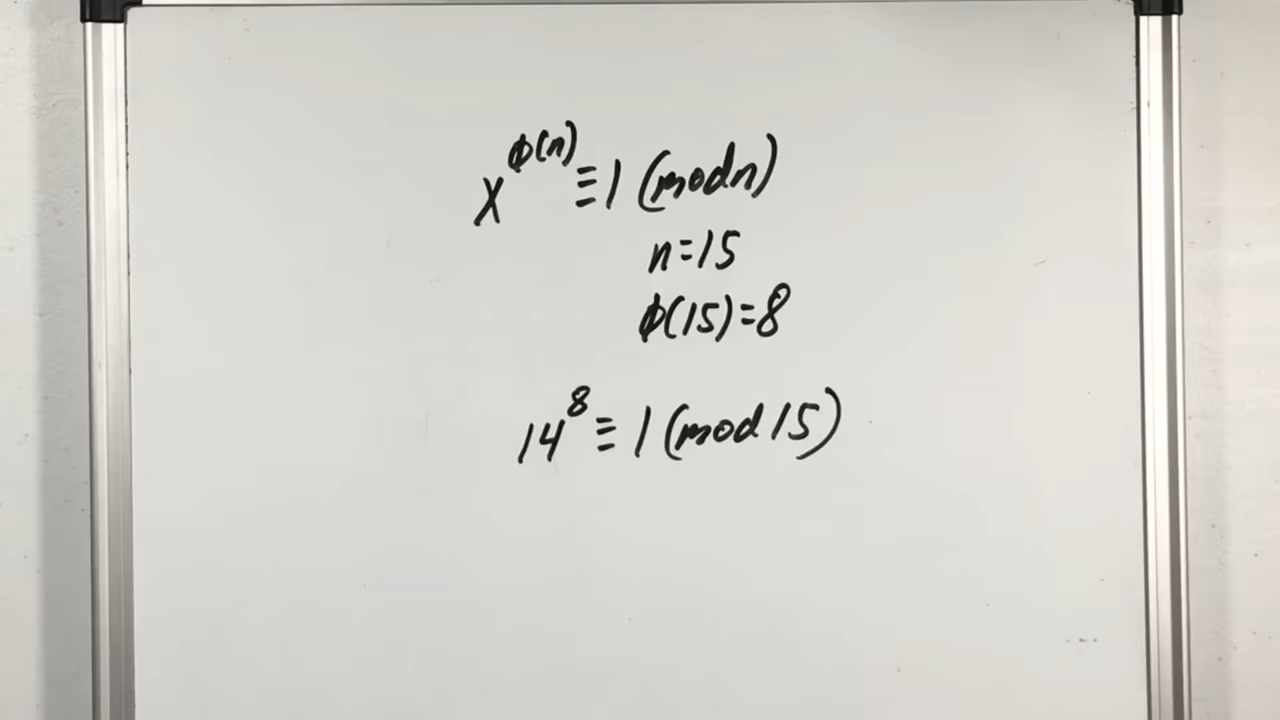 x^ϕ(n) ≡ 1 (mod n)
n=15
ϕ(15)=8
14^8 ≡ 1 (mod 15)